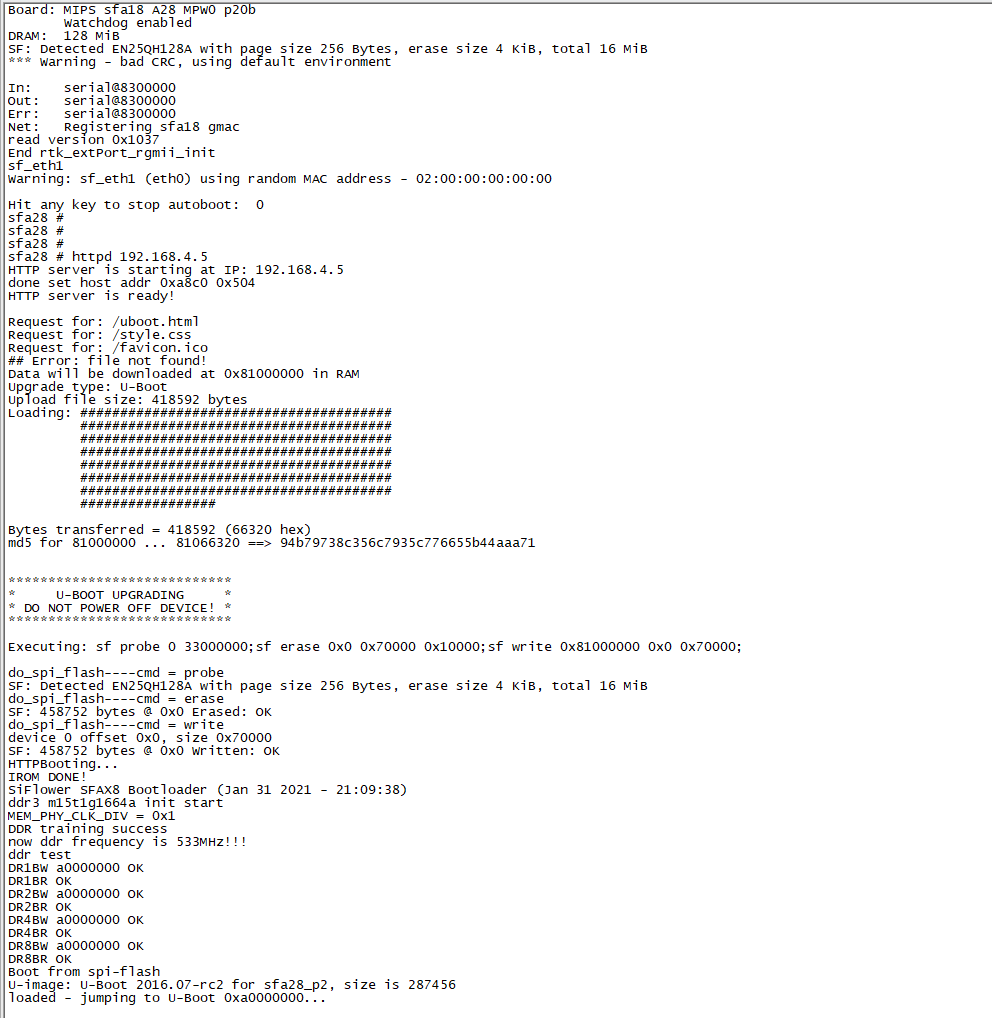 Board: MIPS sfa18 A28 MPW0 p20b
Watchdog enabled
DRAM:  128 MiB
SF: Detected EN25QH128A with page size 256 Bytes, erase size 4 KiB, total 16 MiB
*** Warning - bad CRC, using default environment
In:    serial@8300000
Out:   serial@8300000
Err:   serial@8300000
Net:   Registering sfa18 gmac
read version 0x1037
End rtk_extPort_rgmii_init
sf_eth1
Warning: sf_eth1 (eth0) using random MAC address - 02:00:00:00:00:00
Hit any key to stop autoboot:  0
sfa28 #
sfa28 #
sfa28 #
sfa28 # httpd 192.168.4.5
HTTP server is starting at IP: 192.168.4.5
done set host addr 0xa8c0 0x504
HTTP server is ready!
Request for: /uboot.html
Request for: /style.css
Request for: /favicon.ico
## Error: file not found!
Data will be downloaded at 0x81000000 in RAM
Upgrade type: U-Boot
Upload file size: 418592 bytes
Loading: #######################################
#######################################
#######################################
#######################################
#######################################
#######################################
#######################################
#################
Bytes transferred = 418592 (66320 hex)
md5 for 81000000 ... 81066320 ==> 94b79738c356c7935c776655b44aaa71
****************************
*     U-BOOT UPGRADING     *
* DO NOT POWER OFF DEVICE! *
****************************
Executing: sf probe 0 33000000;sf erase 0x0 0x70000 0x10000;sf write 0x81000000 0x0 0x70000;
do_spi_flash----cmd = probe
SF: Detected EN25QH128A with page size 256 Bytes, erase size 4 KiB, total 16 MiB
do_spi_flash----cmd = erase
SF: 458752 bytes @ 0x0 Erased: OK
do_spi_flash----cmd = write
device 0 offset 0x0, size 0x70000
SF: 458752 bytes @ 0x0 Written: OK
HTTPBooting...
IROM DONE!
SiFlower SFAX8 Bootloader (Jan 31 2021 - 21:09:38)
ddr3 m15t1g1664a init start
MEM_PHY_CLK_DIV = 0x1
DDR training success
now ddr frequency is 533MHz!!!
ddr test
DR1BW a0000000 OK
DR1BR OK
DR2BW a0000000 OK
DR2BR OK
DR4BW a0000000 OK
DR4BR OK
DR8BW a0000000 OK
DR8BR OK
Boot from spi-flash
U-image: U-Boot 2016.07-rc2 for sfa28_p2, size is 287456
loaded - jumping to U-Boot 0xa0000000...